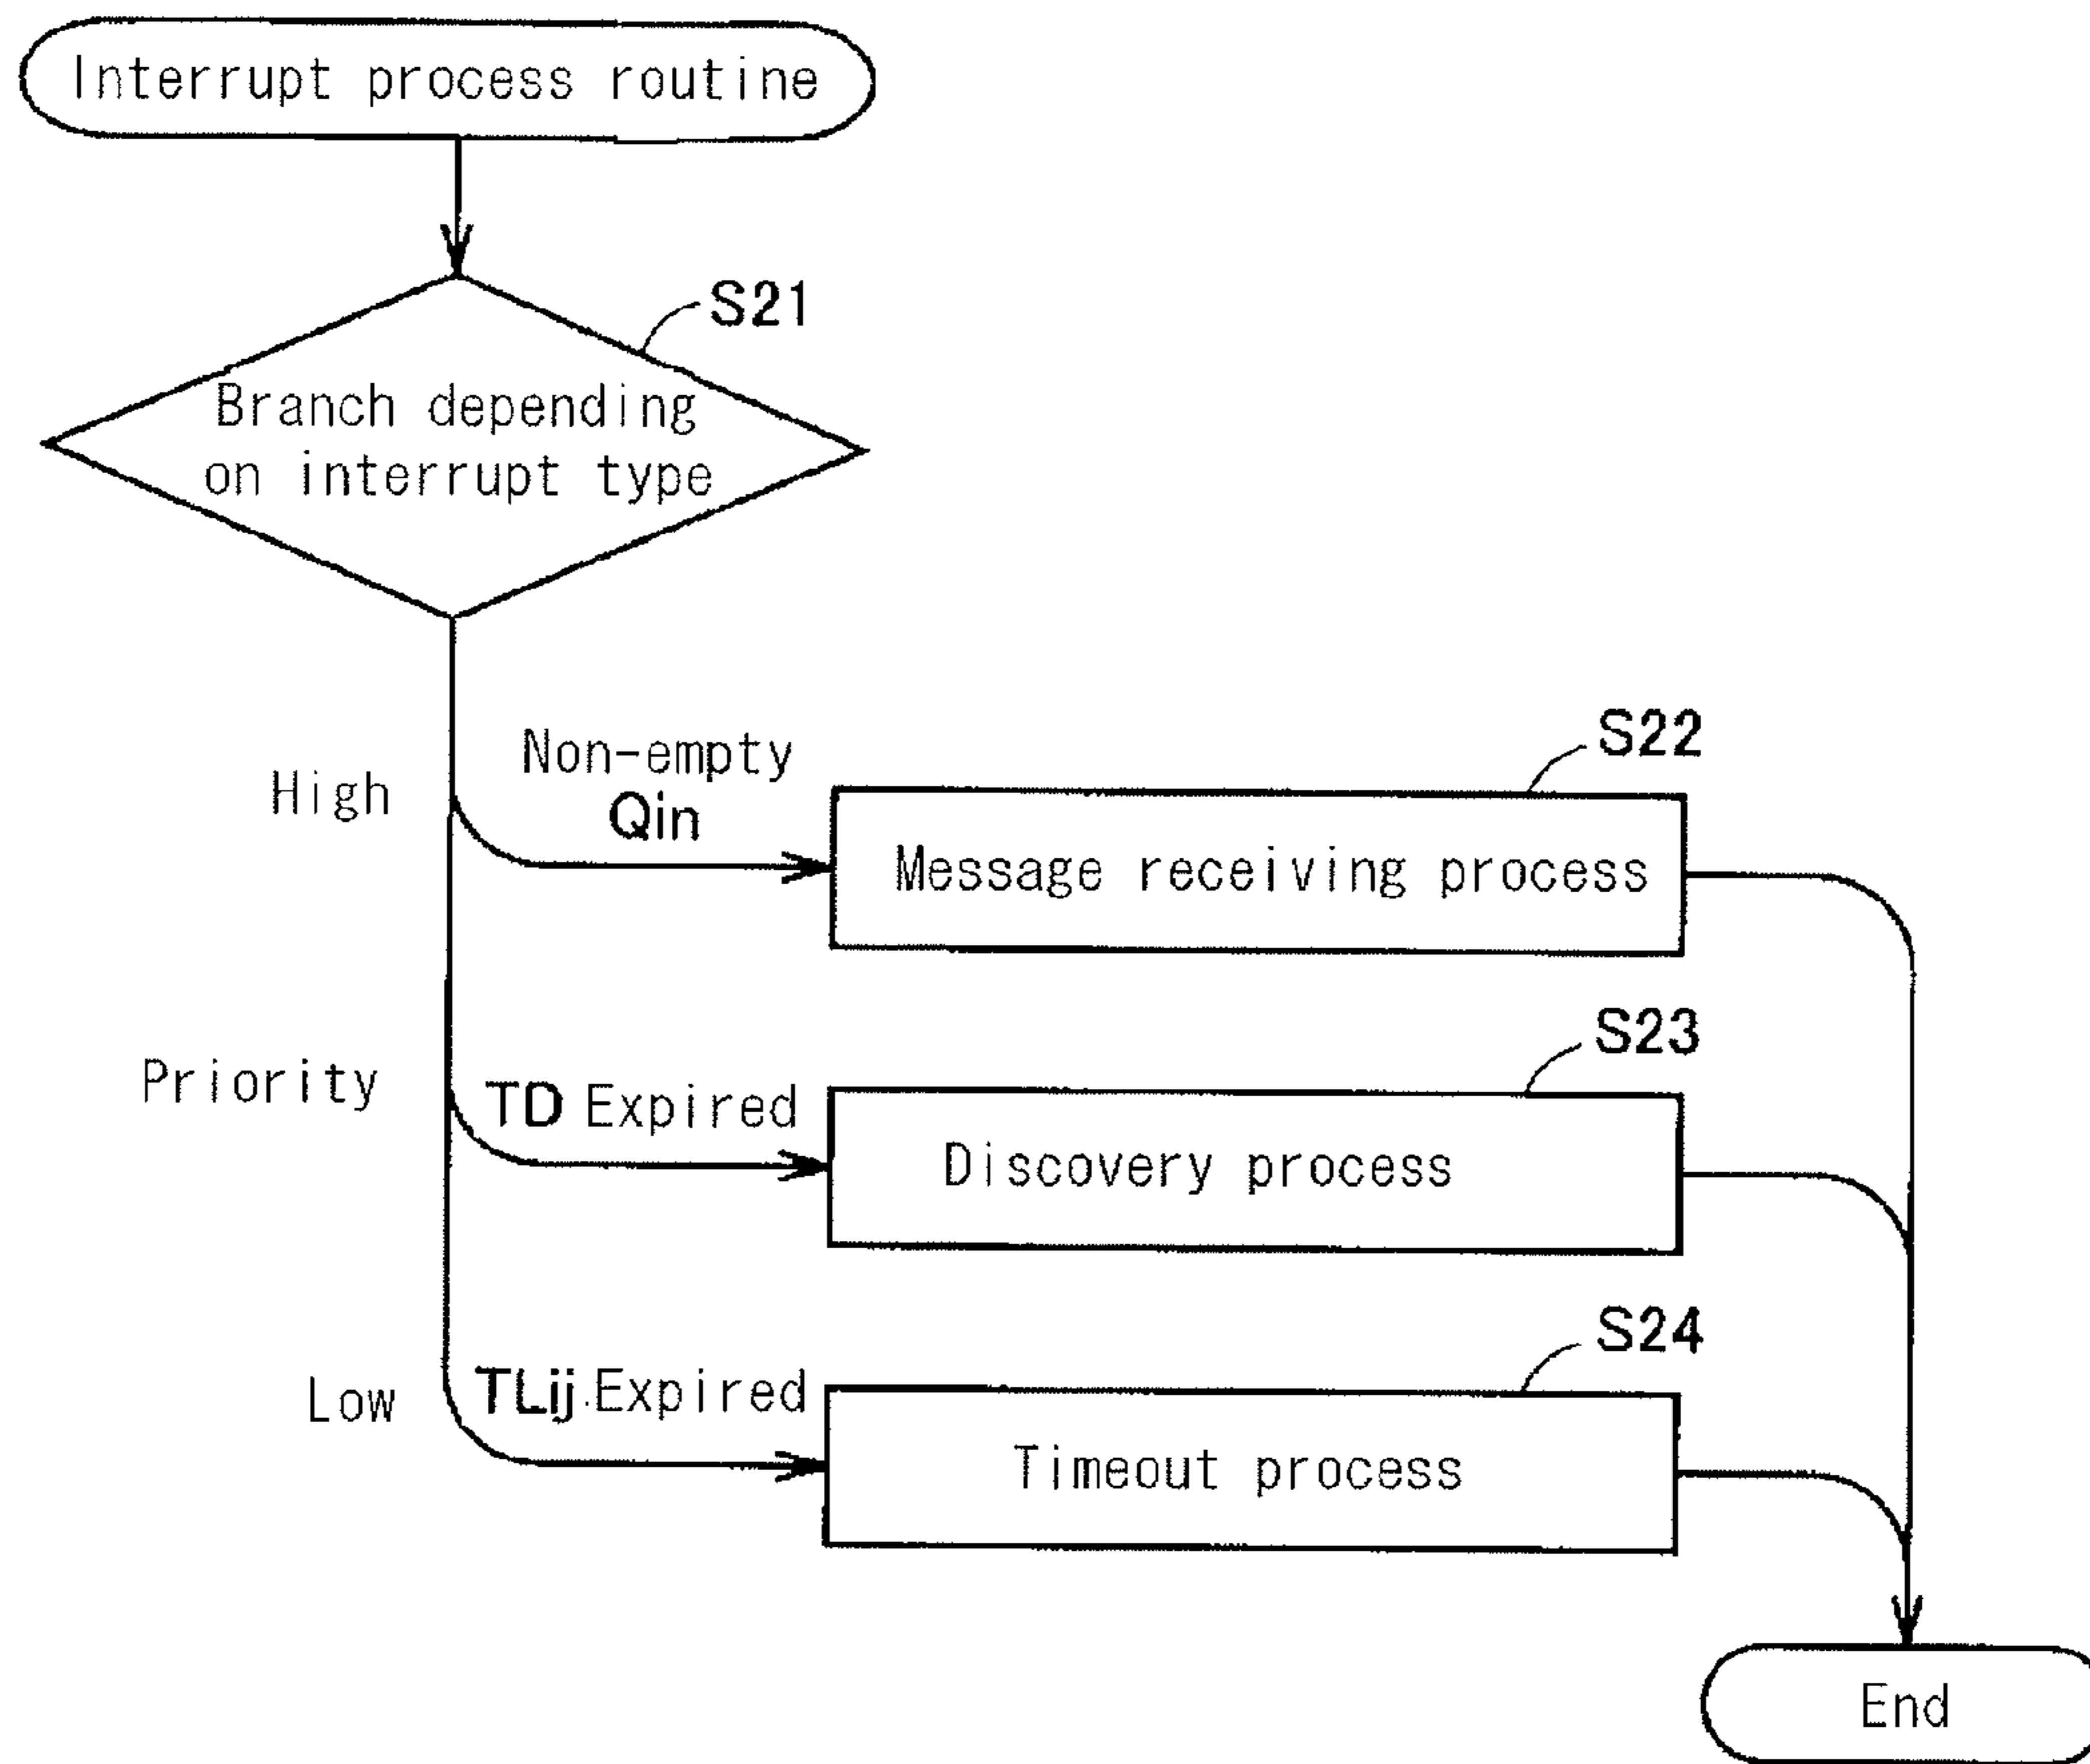 Interrupt process routine
S21
Branch depending
on interrupt type
S22
Non-empty
High
Qin
Message receiving process
S23
Priority
TD Expired
Discovery process
S24
Low
TLij Expired
Timeout process
End